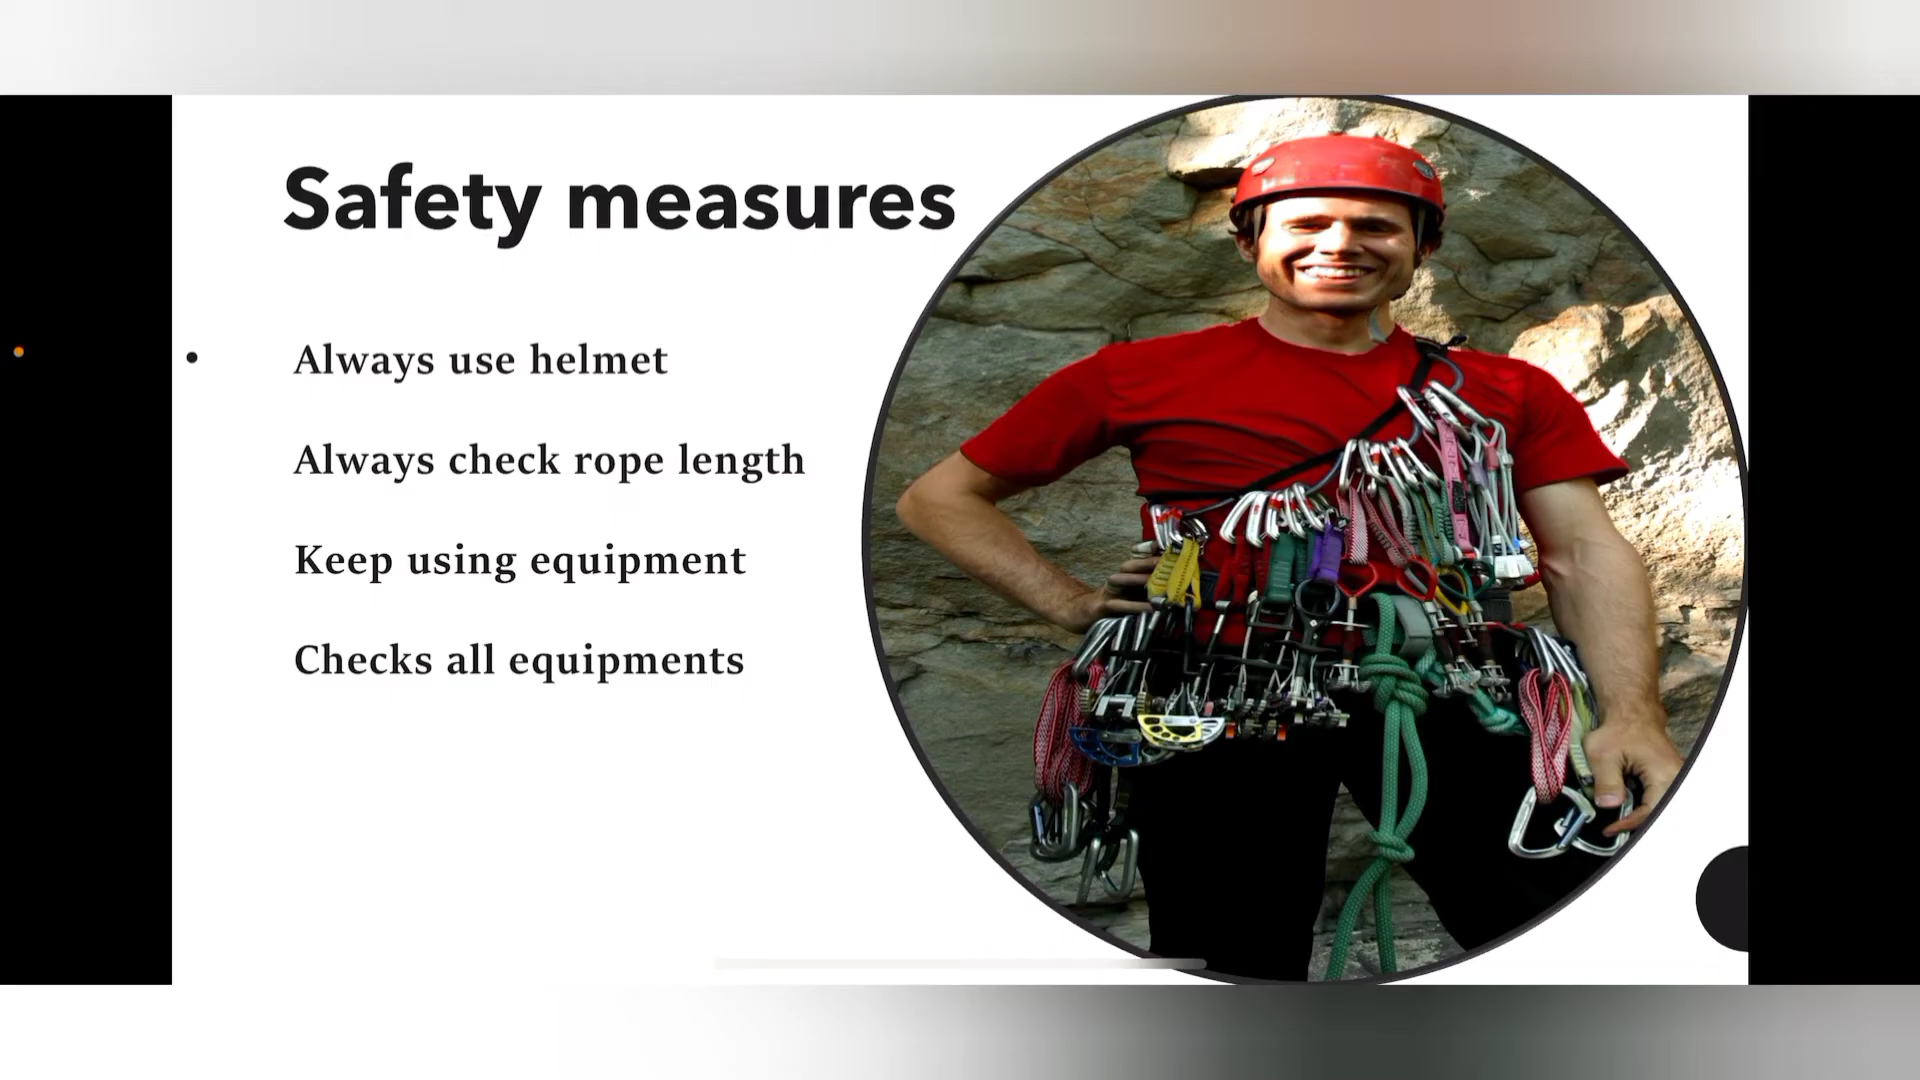 Safety measures
• Always use helmet
Always check rope length
Keep using equipment
Checks all equipments